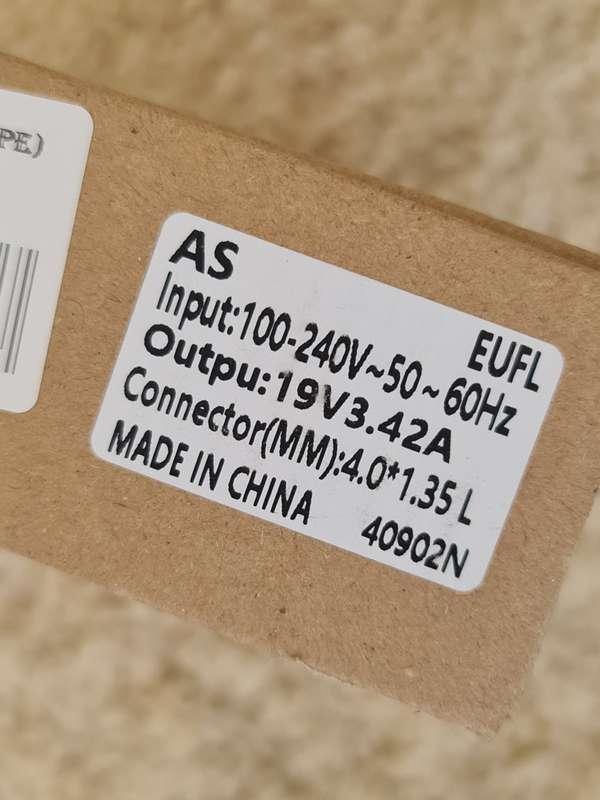 PE)
AS
EUFL
Input:100-240V~50~60Hz
Outpu:19V3.42A
Connector(MM):4.0*1.35 L
MADE IN CHINA
40902N